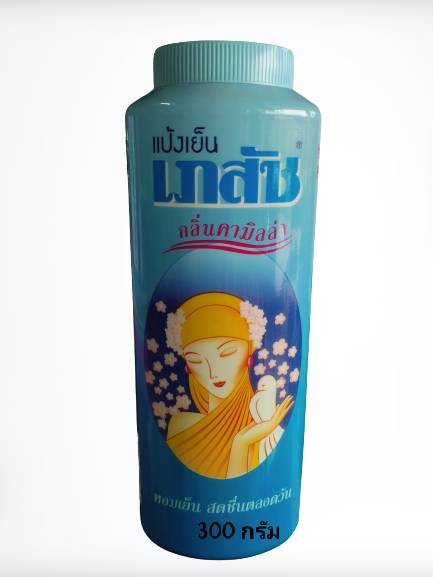 แป้งเย็น
เภสัช®
กลิ่นคามิลล่า
หอมเย็น สดชื่นตลอดวัน
300 กรัม